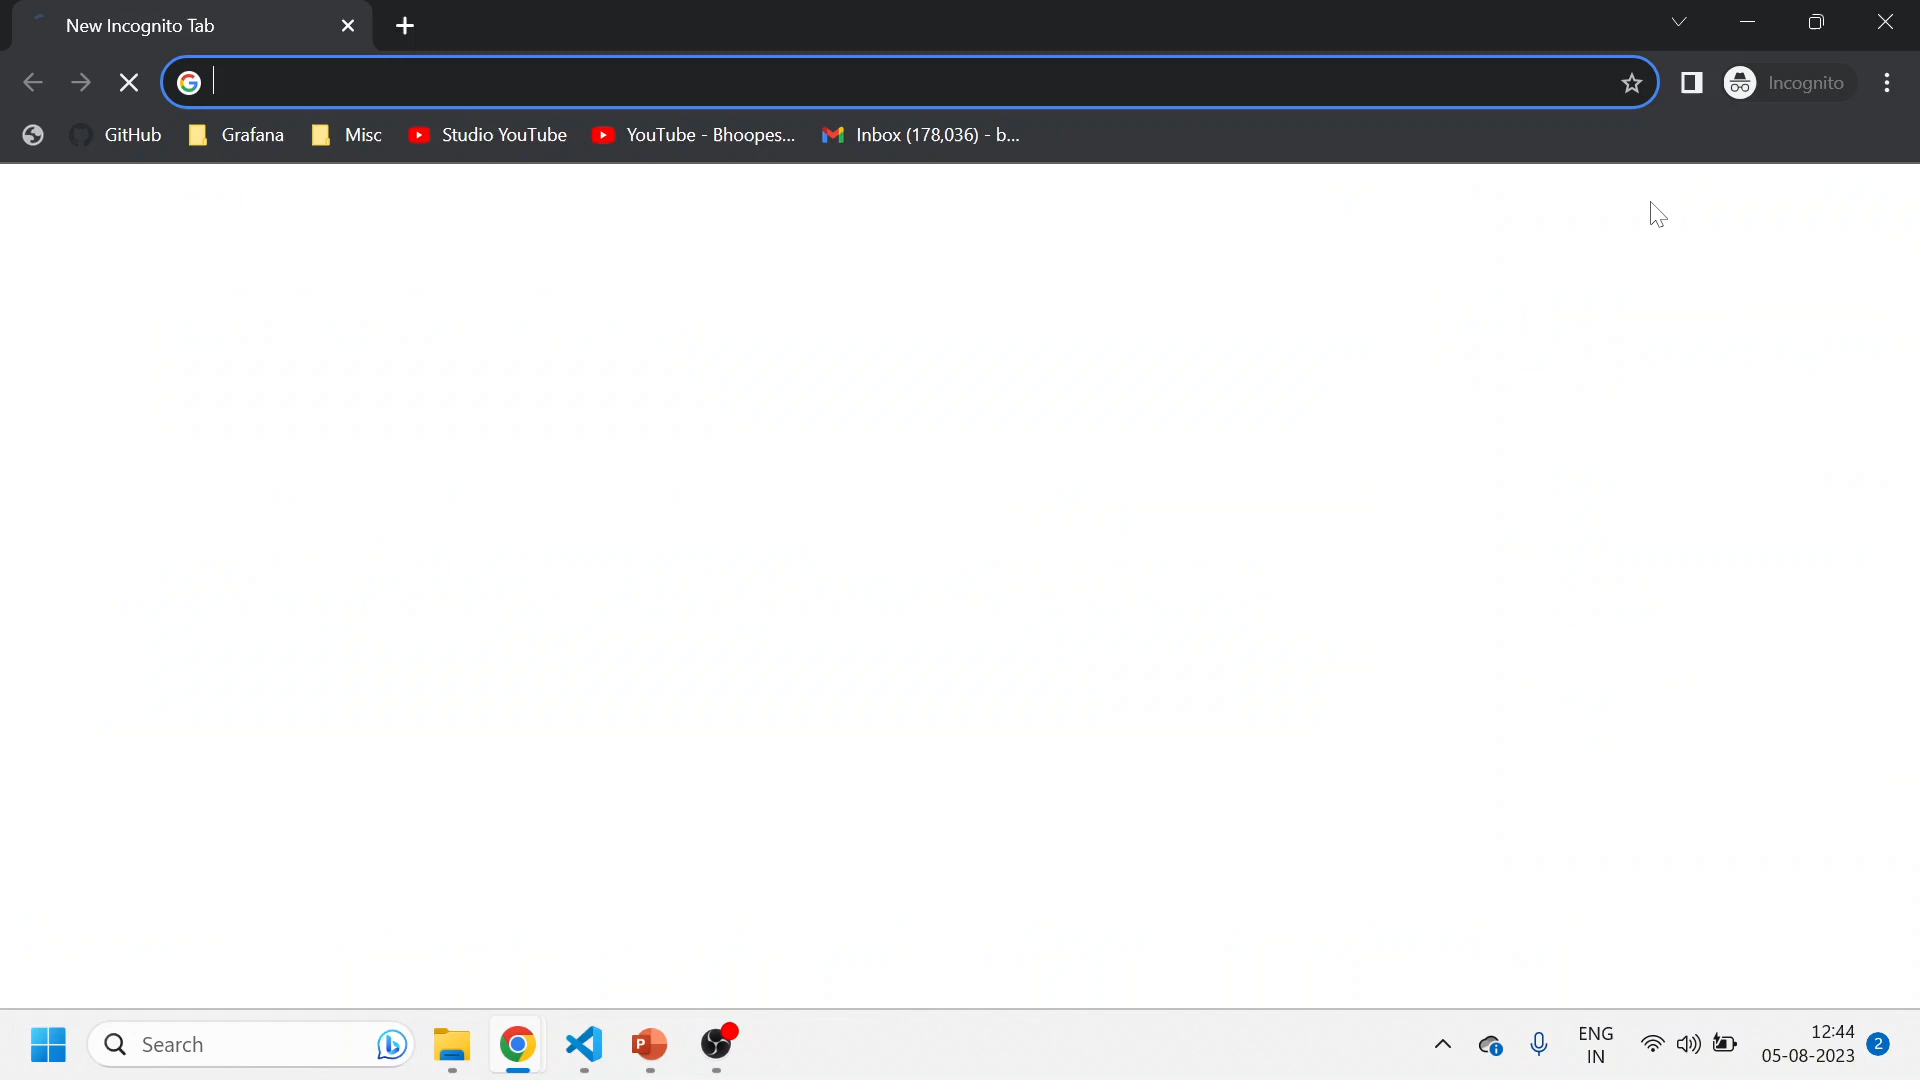 New Incognito Tab
Incognito
GitHub Grafana Misc Studio YouTube YouTube - Bhoopes... Inbox (178,036) - b...
Search
P
ENG
IN
12:44
05-08-2023
2